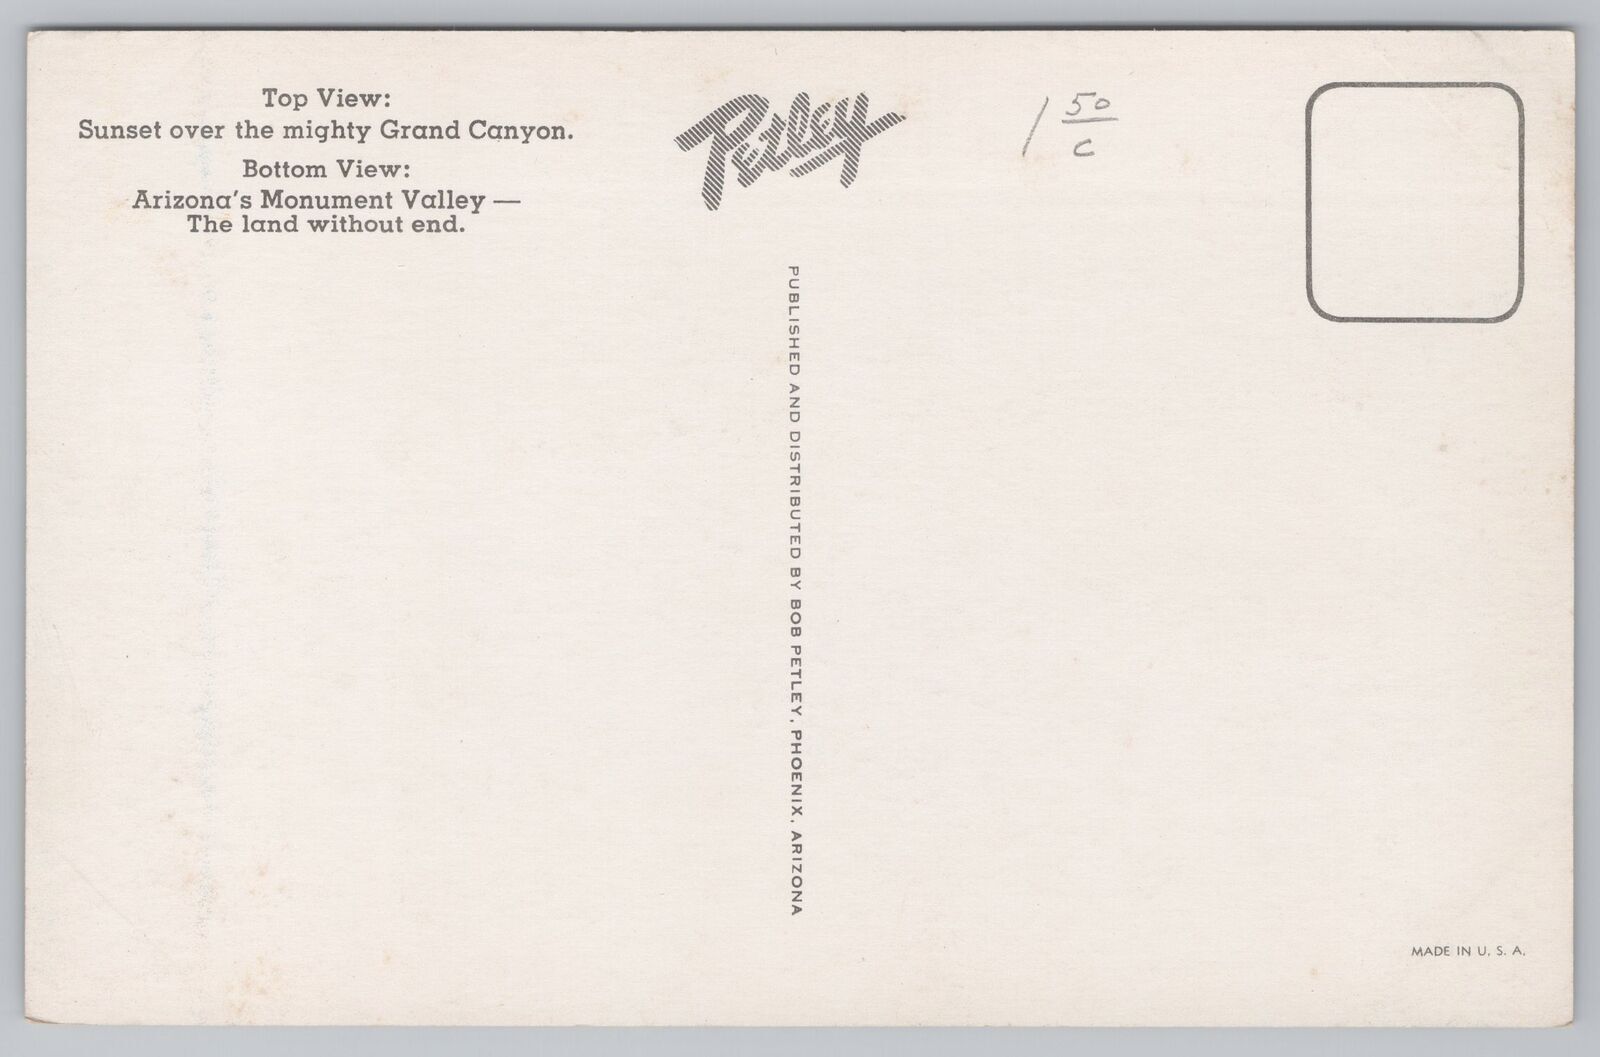 Top View:
Sunset over the mighty Grand Canyon.
Bottom View:
Arizona's Monument Valley —
The land without end.
Petley
1 50
c
PUBLISHED AND DISTRIBUTED BY BOB PETLEY, PHOENIX, ARIZONA
MADE IN U. S. A.